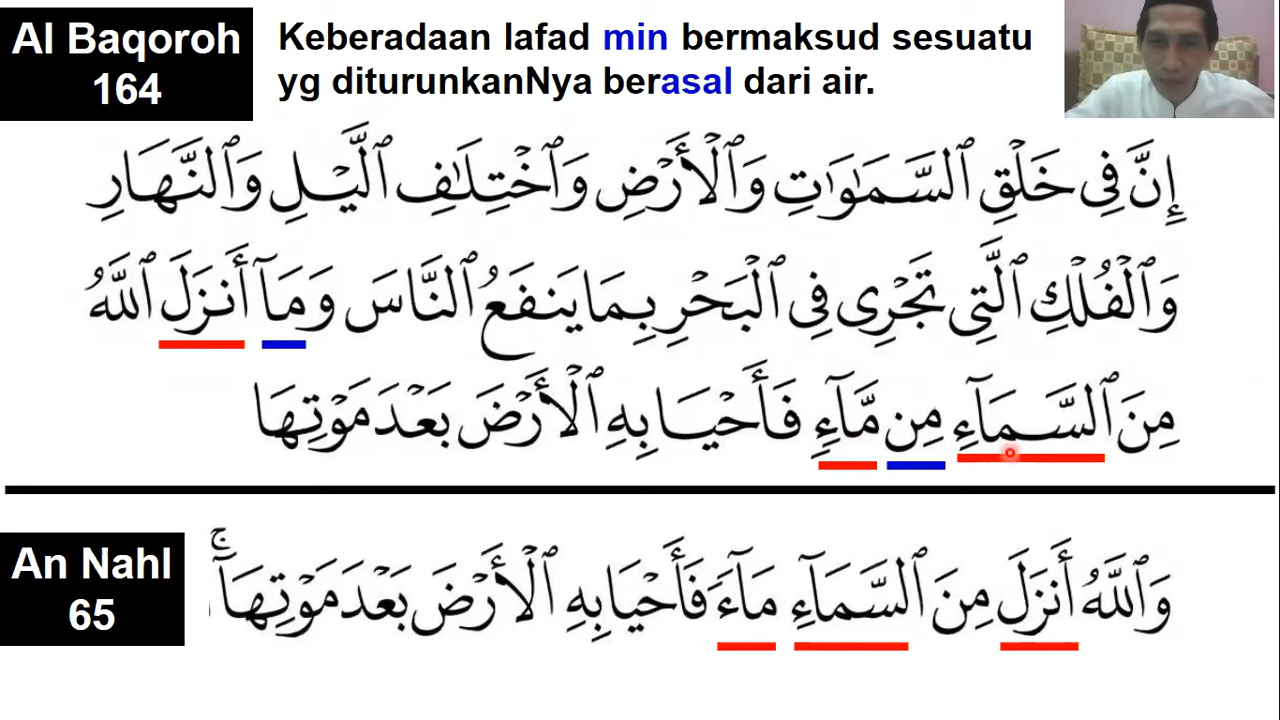 Al Baqoroh
164
Keberadaan lafad min bermaksud sesuatu
yg diturunkanNya berasal dari air.
إِنَّ فِى خَلْقِ ٱلسَّمَـٰوَٰتِ وَٱلْأَرْضِ وَٱخْتِلَـٰفِ ٱلَّيْلِ وَٱلنَّهَارِ
وَٱلْفُلْكِ ٱلَّتِى تَجْرِى فِى ٱلْبَحْرِ بِمَا يَنفَعُ ٱلنَّاسَ وَمَآ أَنزَلَ ٱللَّهُ
مِنَ ٱلسَّمَآءِ مِن مَّآءٍ فَأَحْيَا بِهِ ٱلْأَرْضَ بَعْدَ مَوْتِهَا
An Nahl
65
وَٱللَّهُ أَنزَلَ مِنَ ٱلسَّمَآءِ مَآءً فَأَحْيَا بِهِ ٱلْأَرْضَ بَعْدَ مَوْتِهَآ ۚ